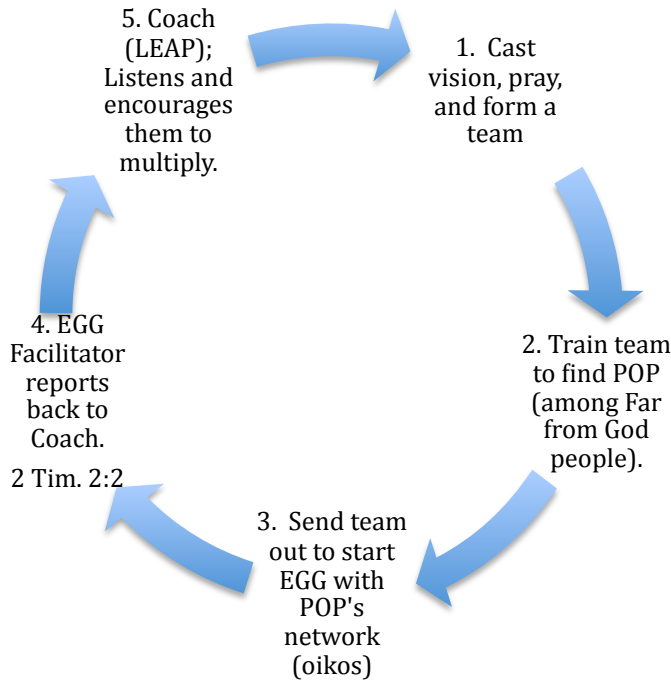 1. Cast
vision, pray,
and form a
team
2. Train team
to find POP
(among Far
from God
people).
3. Send team
out to start
EGG with
POP's
network
(oikos)
4. EGG
Facilitator
reports
back to
Coach.
2 Tim. 2:2
5. Coach
(LEAP);
Listens and
encourages
them to
multiply.